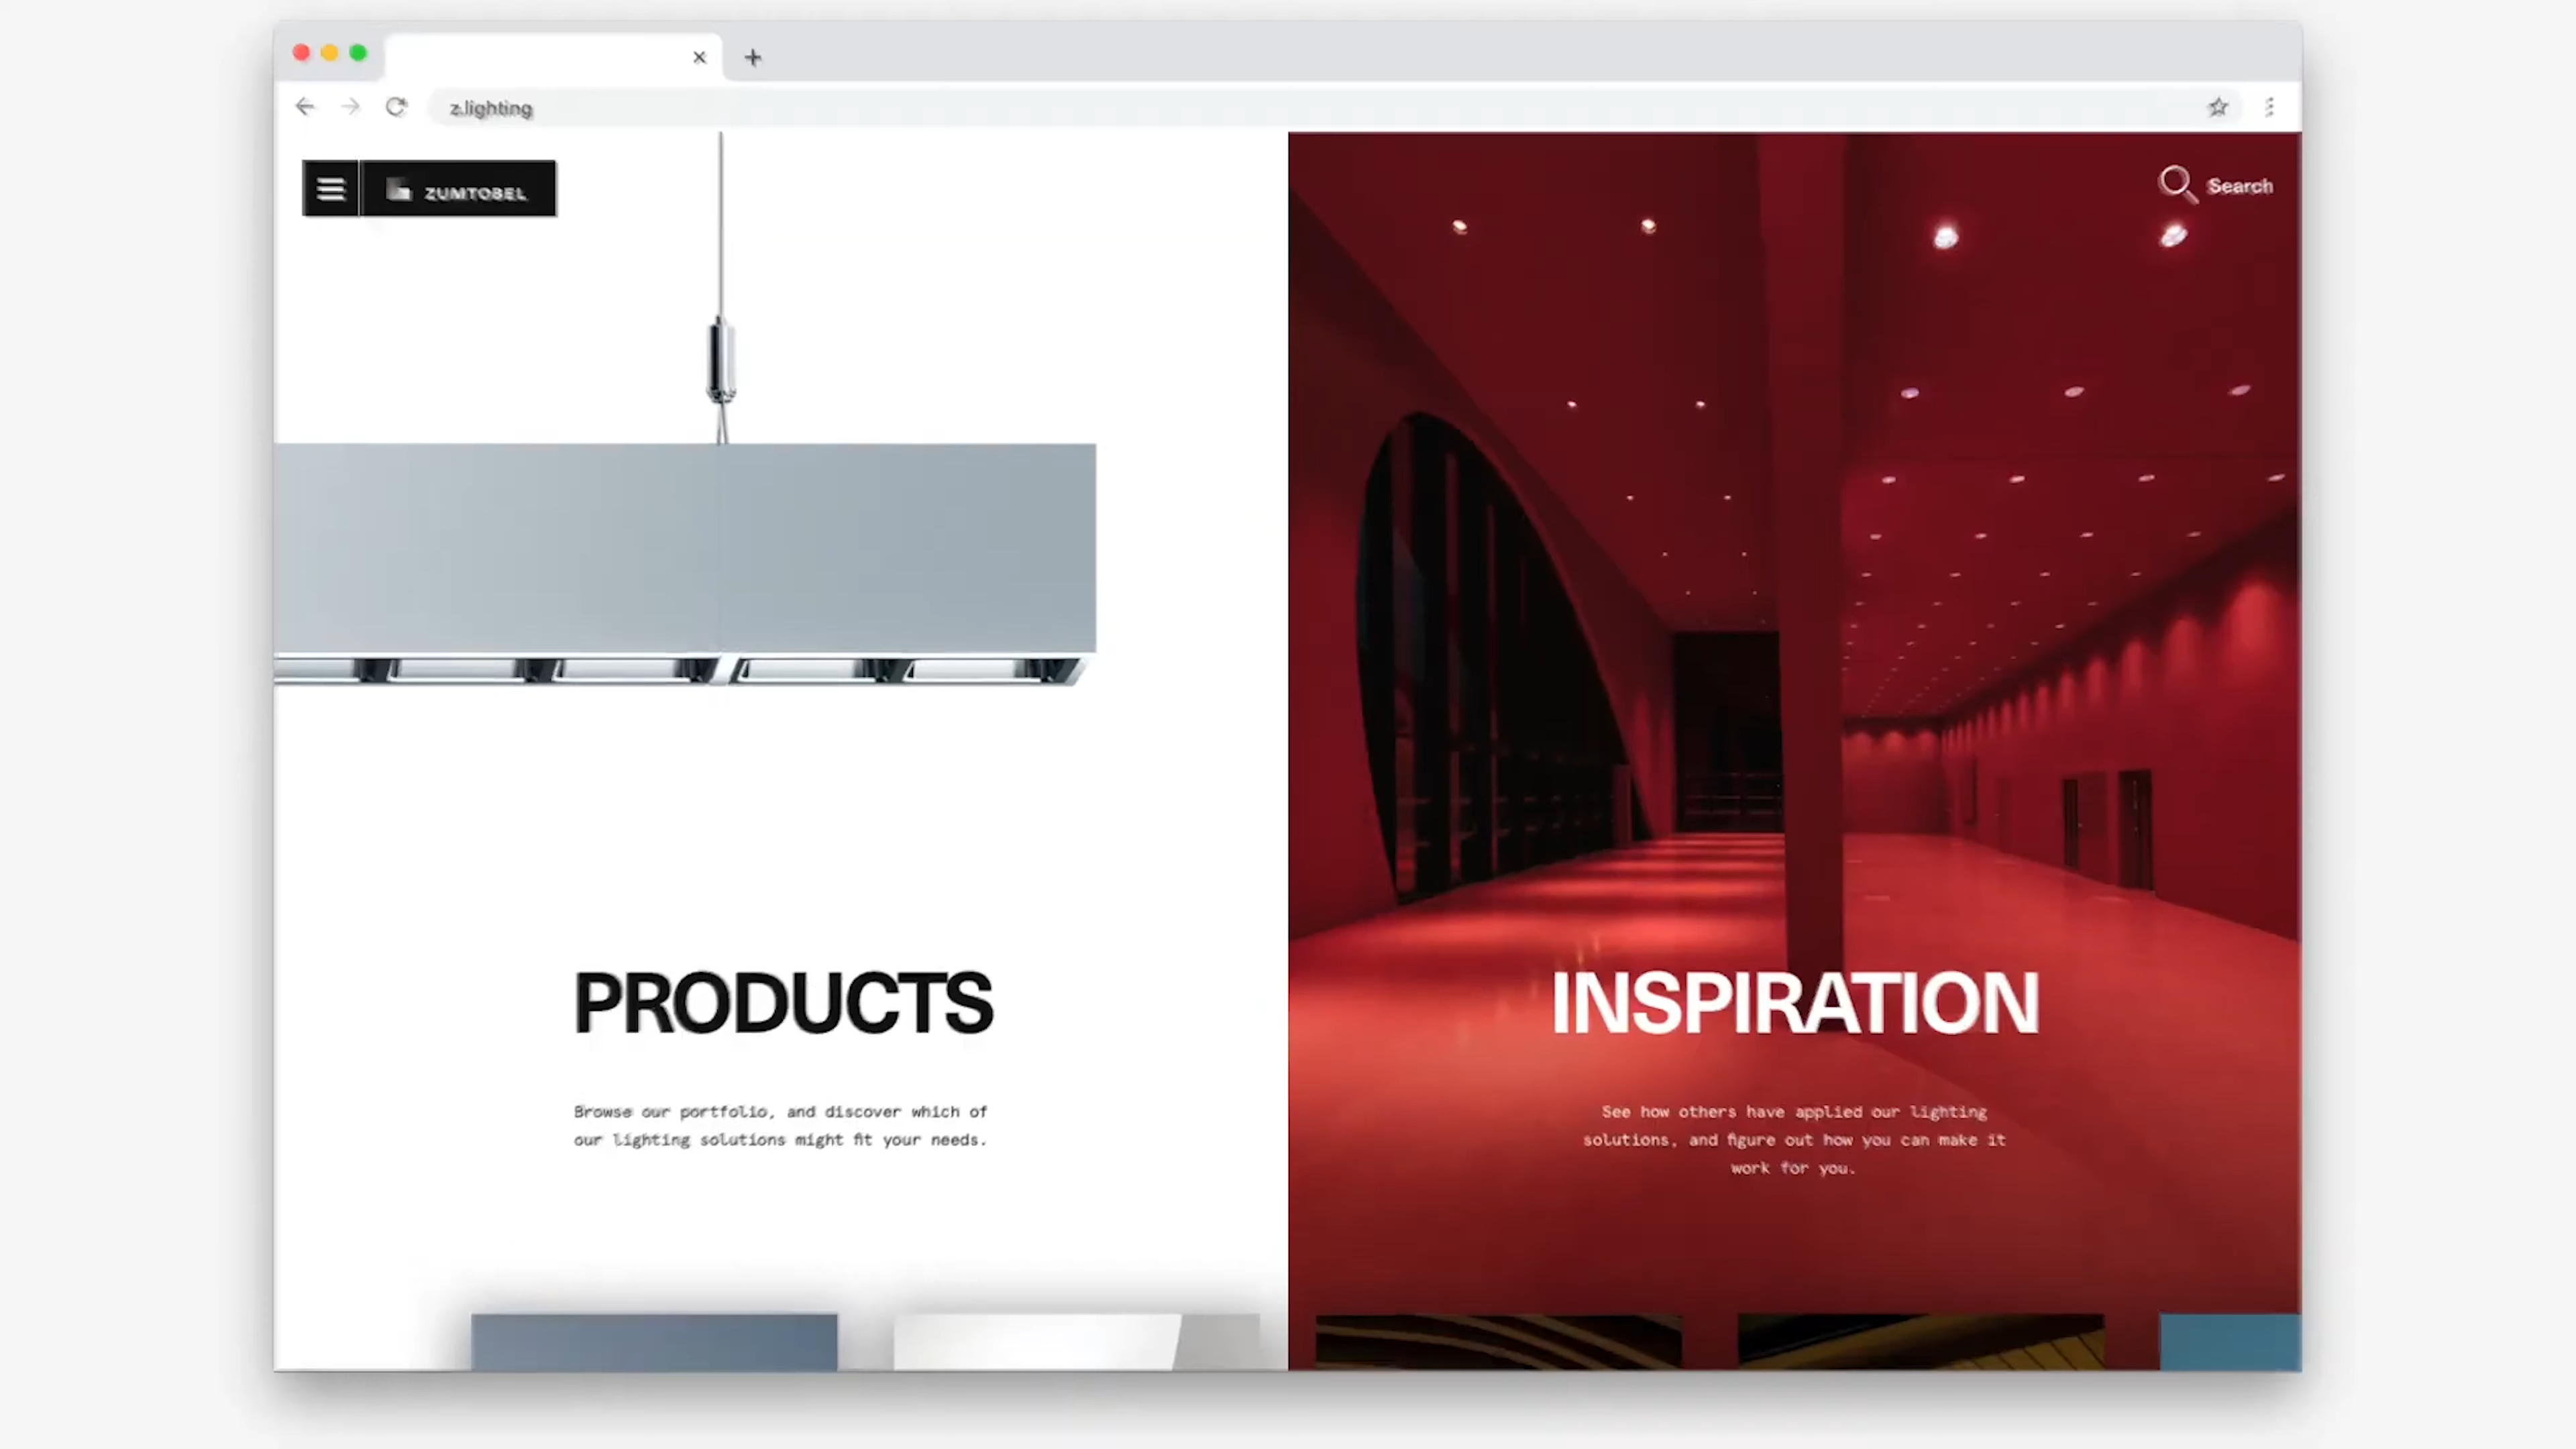 z.lighting
ZUMTOBEL
Search
PRODUCTS
Browse our portfolio, and discover which of
our lighting solutions might fit your needs.
INSPIRATION
See how others have applied our lighting
solutions, and figure out how you can make it
work for you.